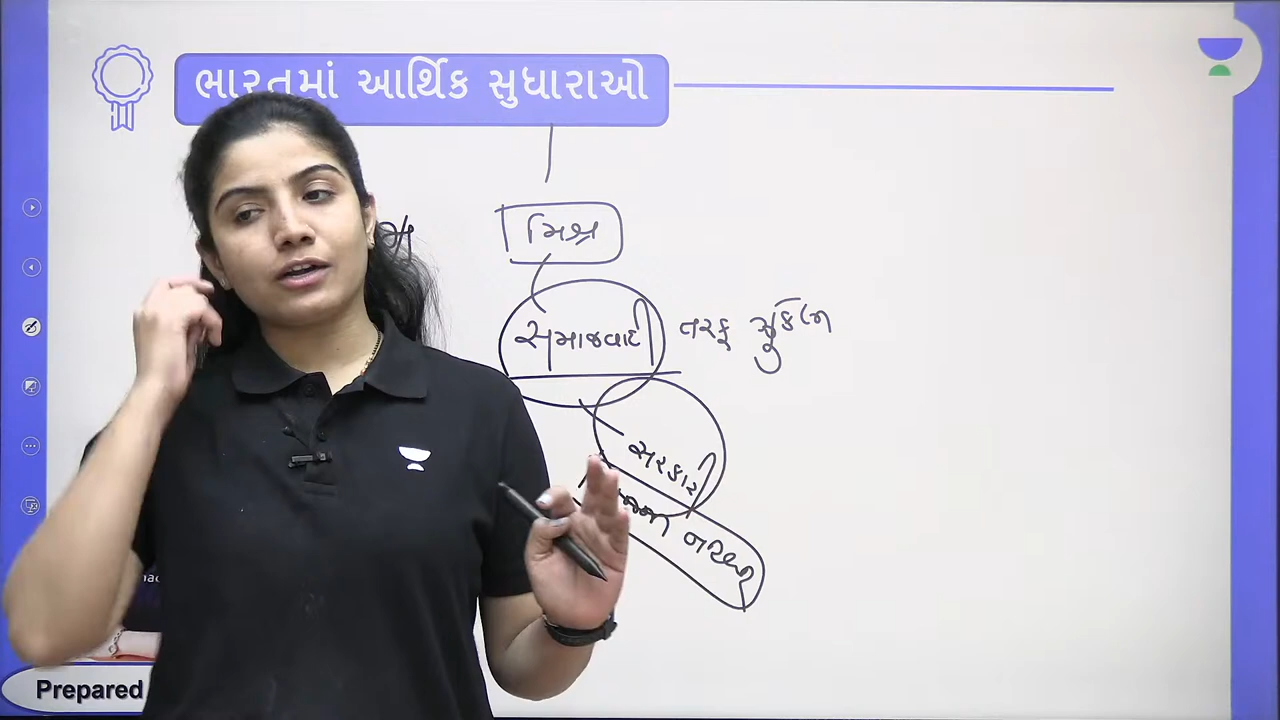 ભારતમાં આર્થિક સુધારાઓ
મિશ્ર
સમાજવાદી તરફ ઝુકાવ
સરકારી
Prepared